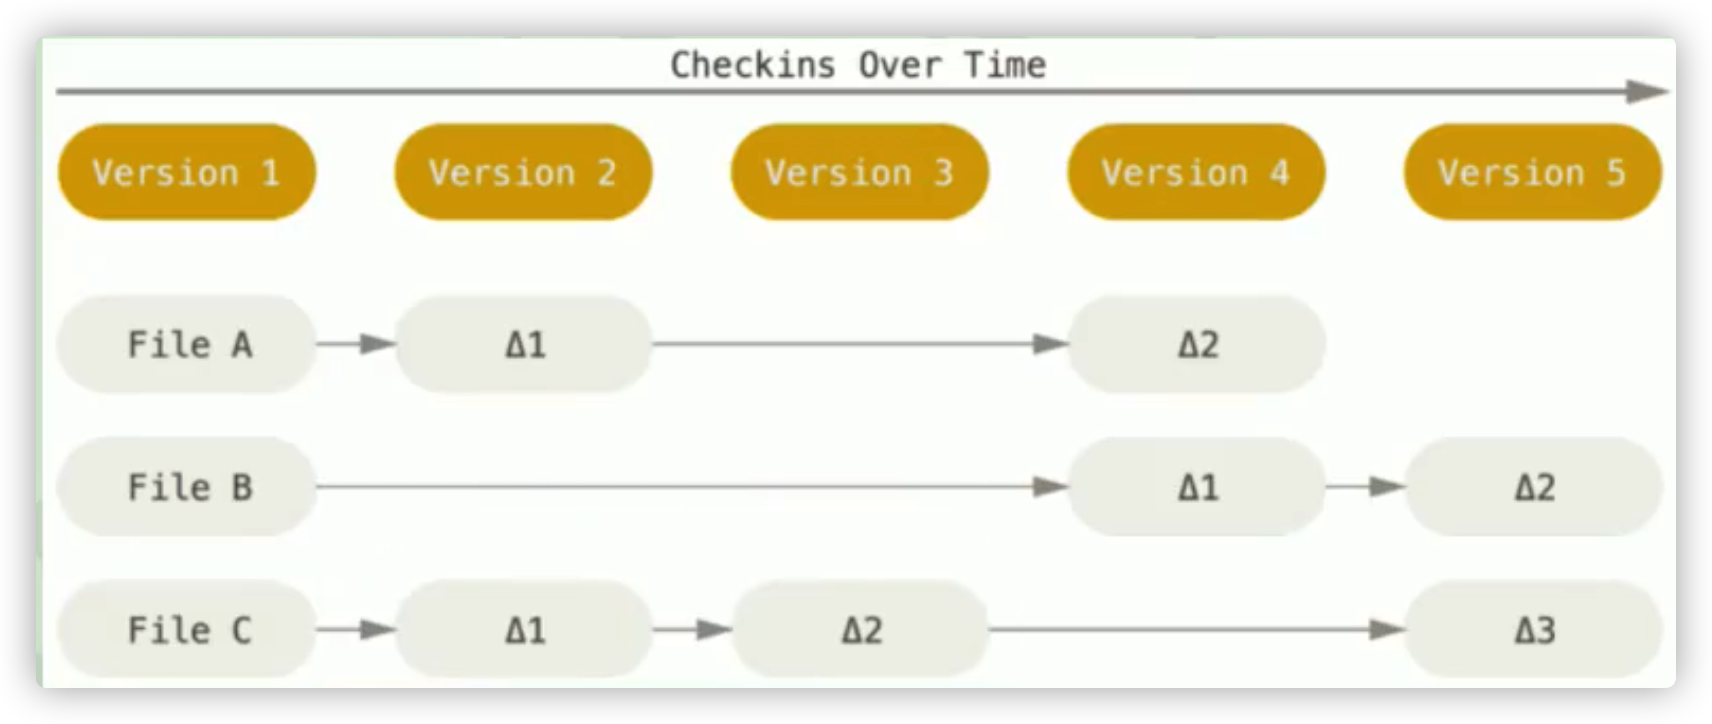 Checkins Over Time
Version 1 Version 2 Version 3 Version 4 Version 5
File A Δ1 Δ2
File B Δ1 Δ2
File C Δ1 Δ2 Δ3